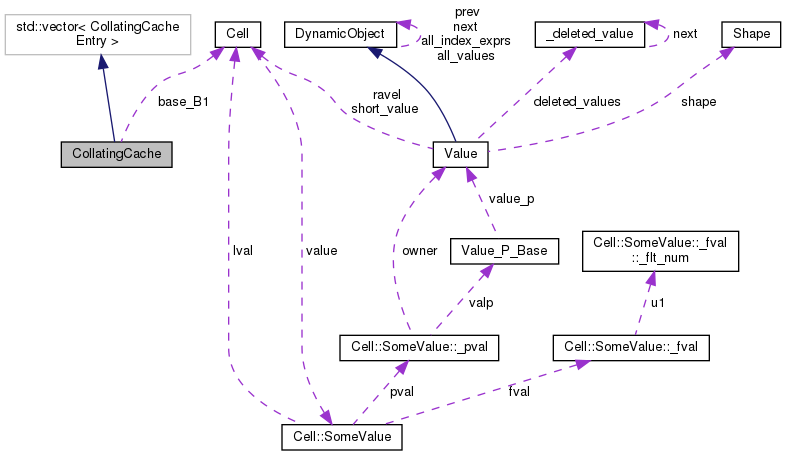 std::vector< CollatingCache
Entry >
Cell
DynamicObject
prev
next
all_index_exprs
all_values
_deleted_value
next
Shape
base_B1
ravel
short_value
deleted_values
shape
CollatingCache
Value
value_p
lval
value
owner
Value_P_Base
Cell::SomeValue::_fval
::_flt_num
valp
u1
Cell::SomeValue::_pval
Cell::SomeValue::_fval
pval
fval
Cell::SomeValue